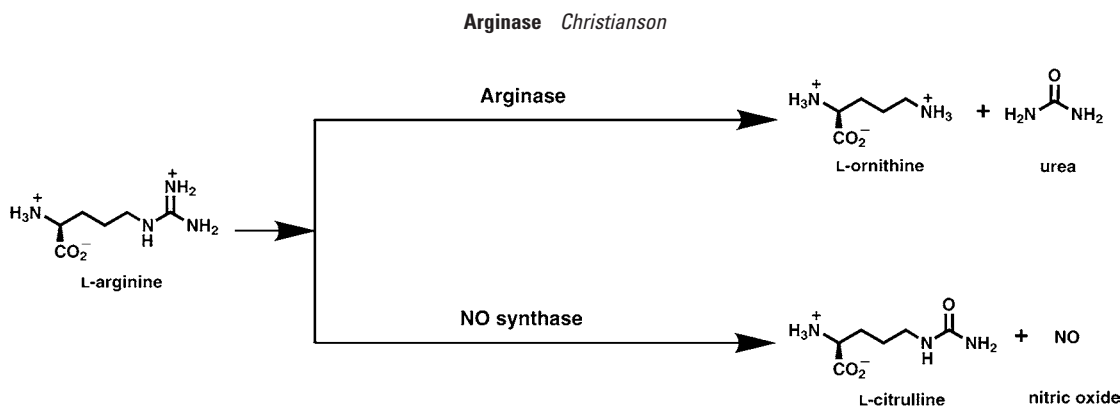 Arginase Christianson
Arginase
H3N+ CO2− NH3+ + H2N O NH2
L-ornithine urea
H3N+ CO2− N H NH2+ NH2
L-arginine
NO synthase
H3N+ CO2− N H O NH2 + NO
L-citrulline nitric oxide